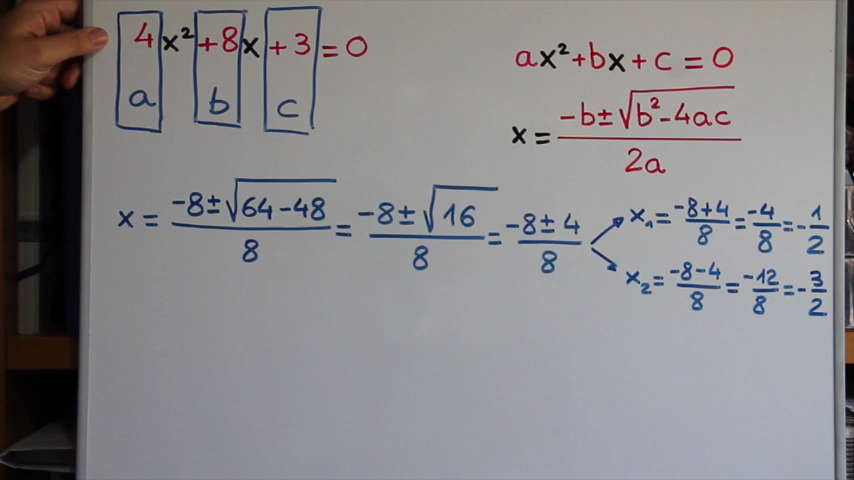 4x² +8x +3 = 0
a b c
ax² + bx + c = 0
x = (-b ± √(b² - 4ac)) / 2a
x = (-8 ± √(64 - 48)) / 8 = (-8 ± √16) / 8 = (-8 ± 4) / 8
x₁ = (-8+4)/8 = -4/8 = -1/2
x₂ = (-8-4)/8 = -12/8 = -3/2